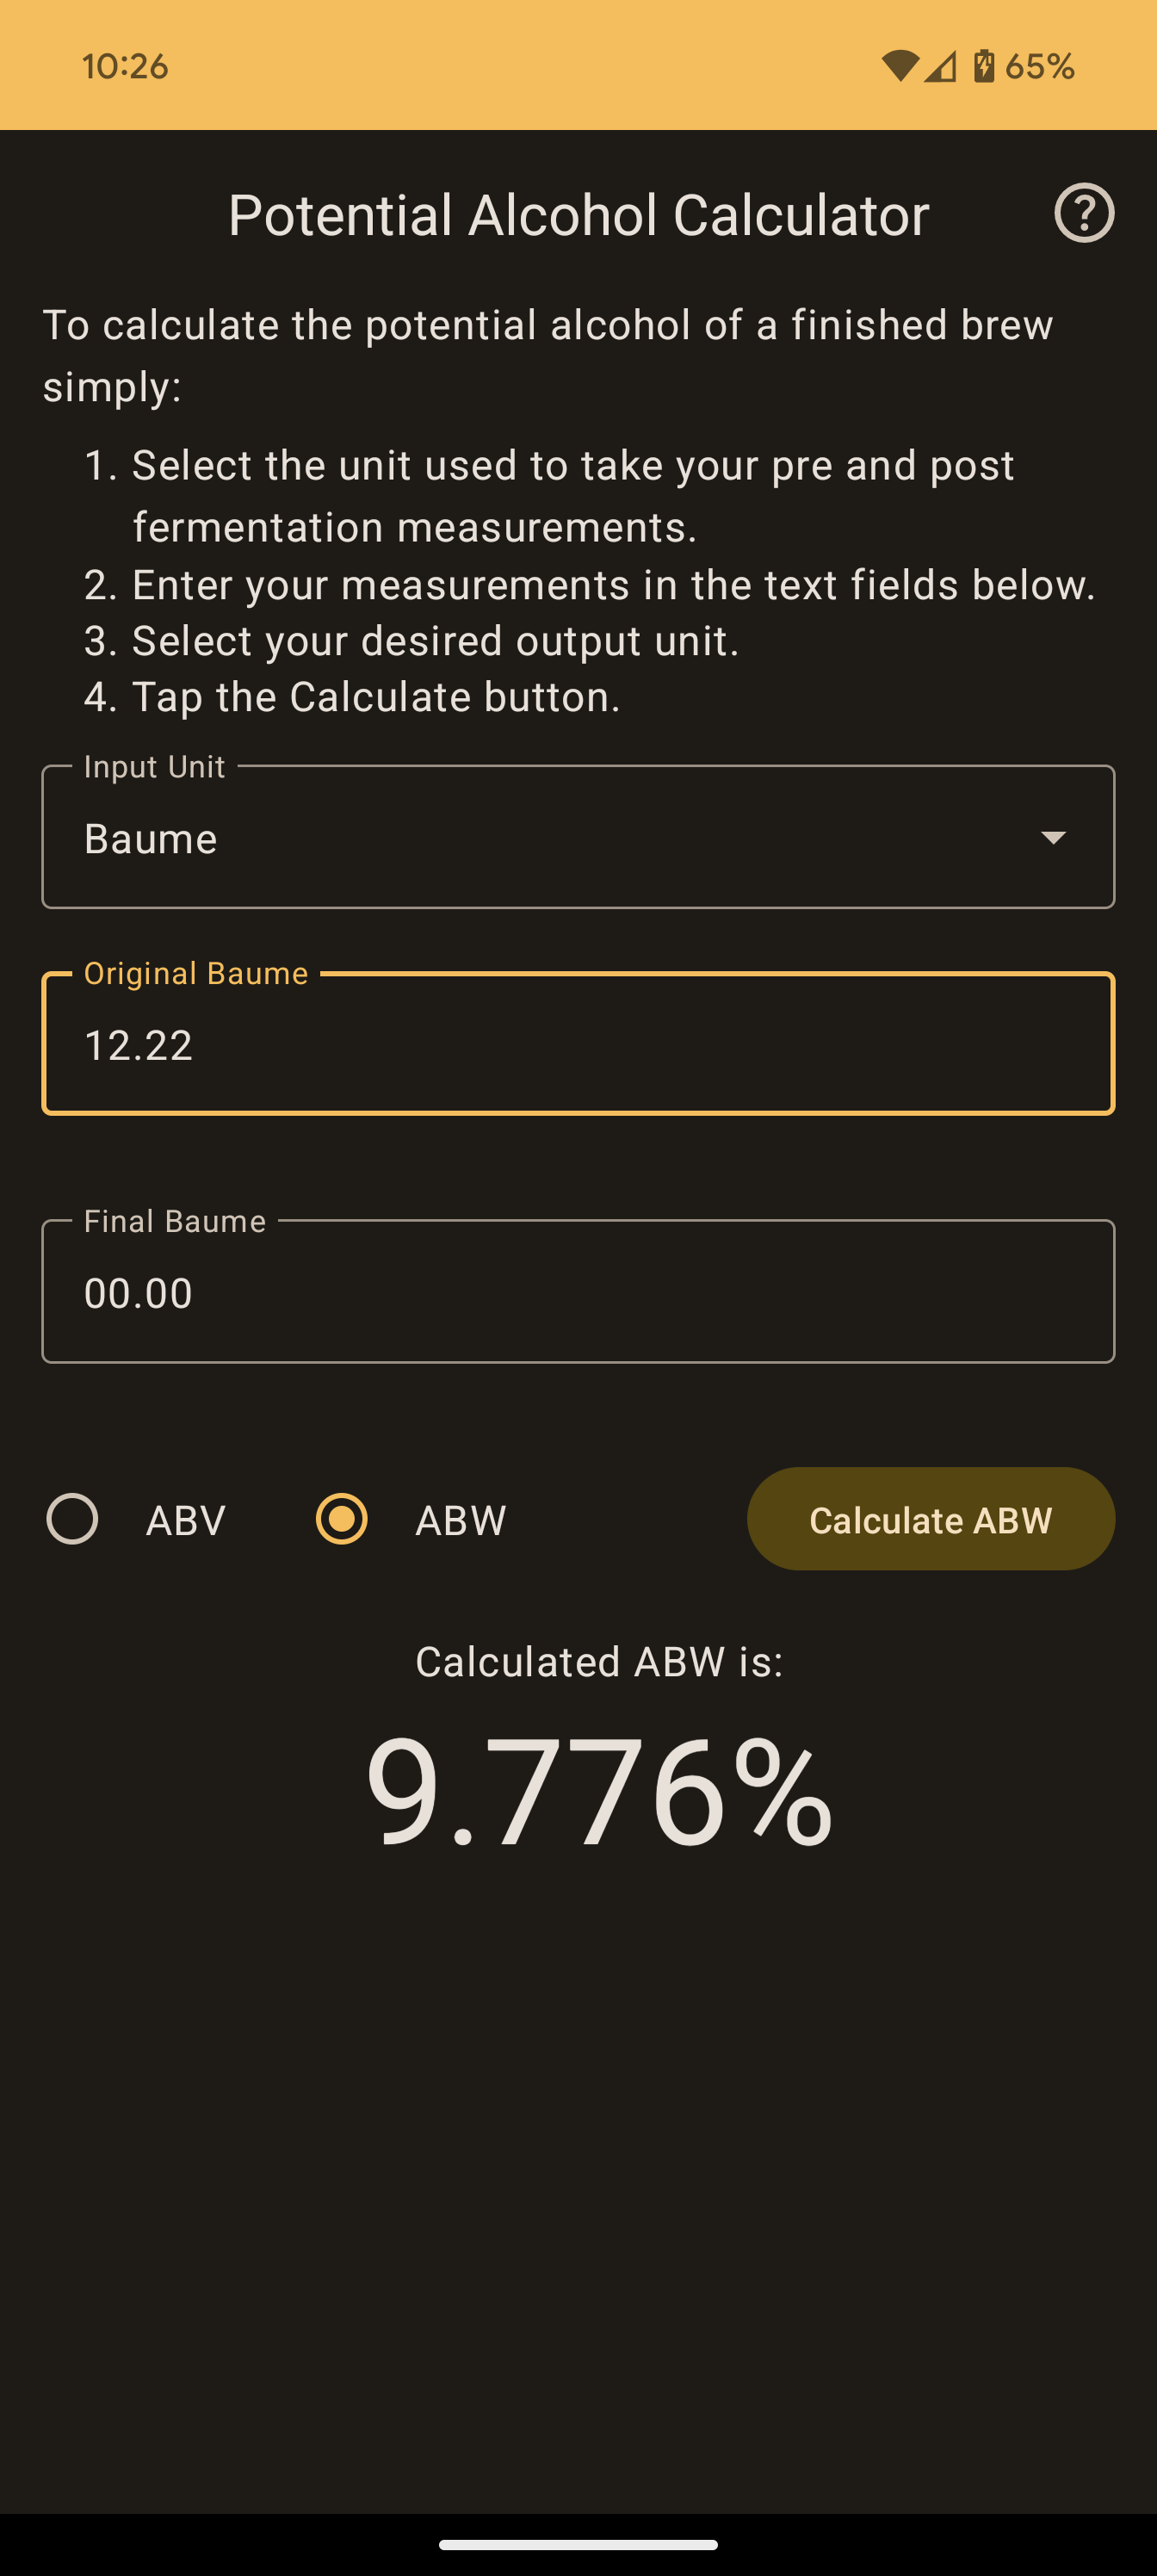 10:26
65%
Potential Alcohol Calculator
To calculate the potential alcohol of a finished brew
simply:
1. Select the unit used to take your pre and post
fermentation measurements.
2. Enter your measurements in the text fields below.
3. Select your desired output unit.
4. Tap the Calculate button.
Input Unit
Baume
Original Baume
12.22
Final Baume
00.00
ABV
ABW
Calculate ABW
Calculated ABW is:
9.776%